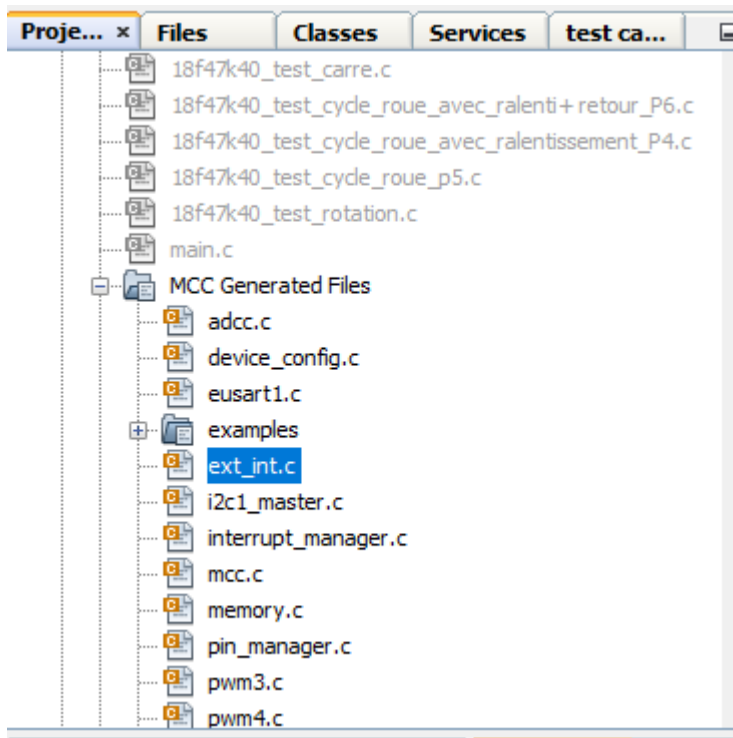 Proje... × Files Classes Services test ca...
18f47k40_test_carre.c
18f47k40_test_cycle_roue_avec_ralenti+retour_P6.c
18f47k40_test_cycle_roue_avec_ralentissement_P4.c
18f47k40_test_cycle_roue_p5.c
18f47k40_test_rotation.c
main.c
MCC Generated Files
adcc.c
device_config.c
eusart1.c
examples
ext_int.c
i2c1_master.c
interrupt_manager.c
mcc.c
memory.c
pin_manager.c
pwm3.c
pwm4.c